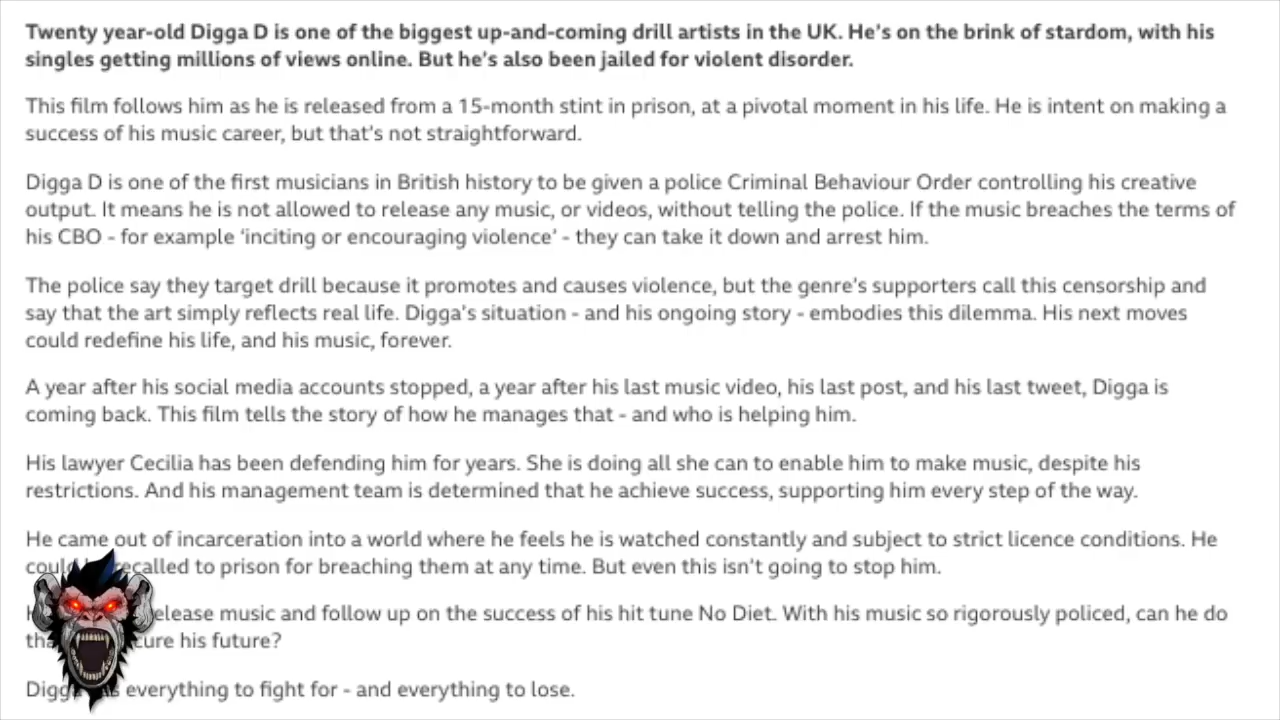 Twenty year-old Digga D is one of the biggest up-and-coming drill artists in the UK. He's on the brink of stardom, with his
singles getting millions of views online. But he's also been jailed for violent disorder.
This film follows him as he is released from a 15-month stint in prison, at a pivotal moment in his life. He is intent on making a
success of his music career, but that's not straightforward.
Digga D is one of the first musicians in British history to be given a police Criminal Behaviour Order controlling his creative
output. It means he is not allowed to release any music, or videos, without telling the police. If the music breaches the terms of
his CBO - for example ‘inciting or encouraging violence’ - they can take it down and arrest him.
The police say they target drill because it promotes and causes violence, but the genre's supporters call this censorship and
say that the art simply reflects real life. Digga's situation - and his ongoing story - embodies this dilemma. His next moves
could redefine his life, and his music, forever.
A year after his social media accounts stopped, a year after his last music video, his last post, and his last tweet, Digga is
coming back. This film tells the story of how he manages that - and who is helping him.
His lawyer Cecilia has been defending him for years. She is doing all she can to enable him to make music, despite his
restrictions. And his management team is determined that he achieve success, supporting him every step of the way.
He came out of incarceration into a world where he feels he is watched constantly and subject to strict licence conditions. He
could recalled to prison for breaching them at any time. But even this isn't going to stop him.
release music and follow up on the success of his hit tune No Diet. With his music so rigorously policed, can he do
his future?
Digga everything to fight for - and everything to lose.